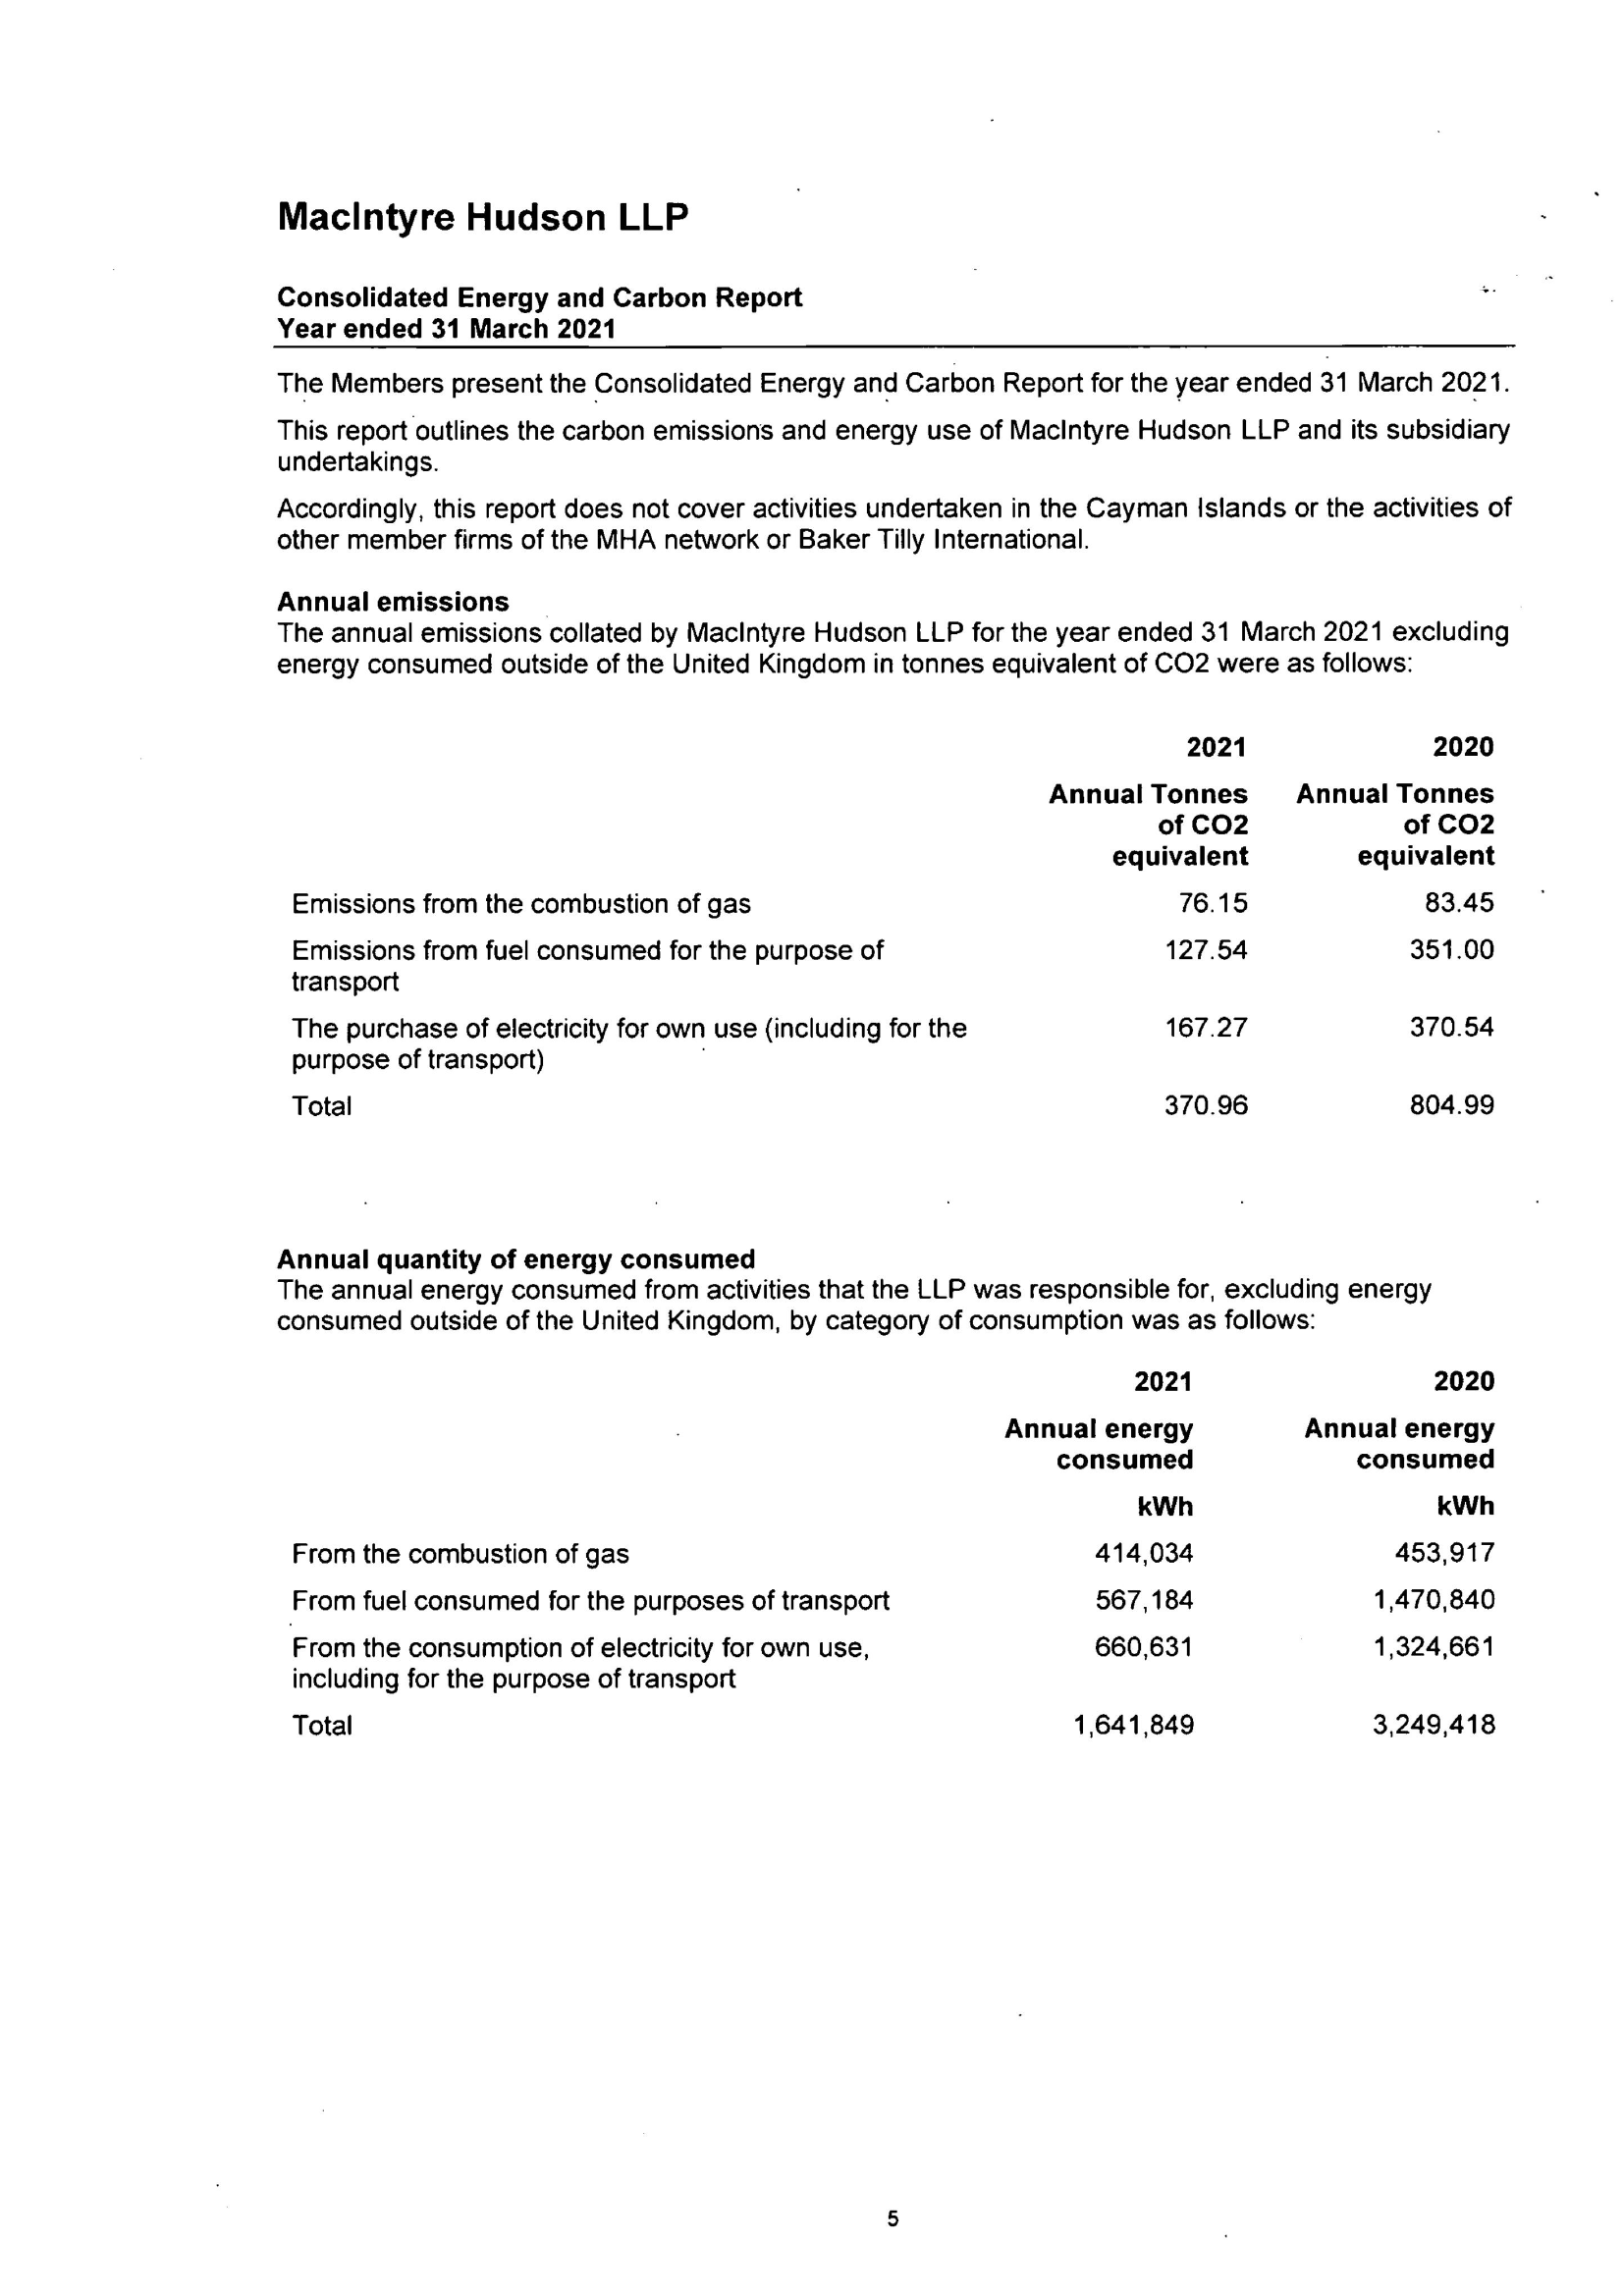 MacIntyre Hudson LLP
Consolidated Energy and Carbon Report
Year ended 31 March 2021
The Members present the Consolidated Energy and Carbon Report for the year ended 31 March 2021.
This report outlines the carbon emissions and energy use of MacIntyre Hudson LLP and its subsidiary
undertakings.
Accordingly, this report does not cover activities undertaken in the Cayman Islands or the activities of
other member firms of the MHA network or Baker Tilly International.
Annual emissions
The annual emissions collated by MacIntyre Hudson LLP for the year ended 31 March 2021 excluding
energy consumed outside of the United Kingdom in tonnes equivalent of CO2 were as follows:
2021 2020
Annual Tonnes Annual Tonnes
of CO2 of CO2
equivalent equivalent
Emissions from the combustion of gas 76.15 83.45
Emissions from fuel consumed for the purpose of 127.54 351.00
transport
The purchase of electricity for own use (including for the 167.27 370.54
purpose of transport)
Total 370.96 804.99
Annual quantity of energy consumed
The annual energy consumed from activities that the LLP was responsible for, excluding energy
consumed outside of the United Kingdom, by category of consumption was as follows:
2021 2020
Annual energy Annual energy
consumed consumed
kWh kWh
From the combustion of gas 414,034 453,917
From fuel consumed for the purposes of transport 567,184 1,470,840
From the consumption of electricity for own use, 660,631 1,324,661
including for the purpose of transport
Total 1,641,849 3,249,418
5